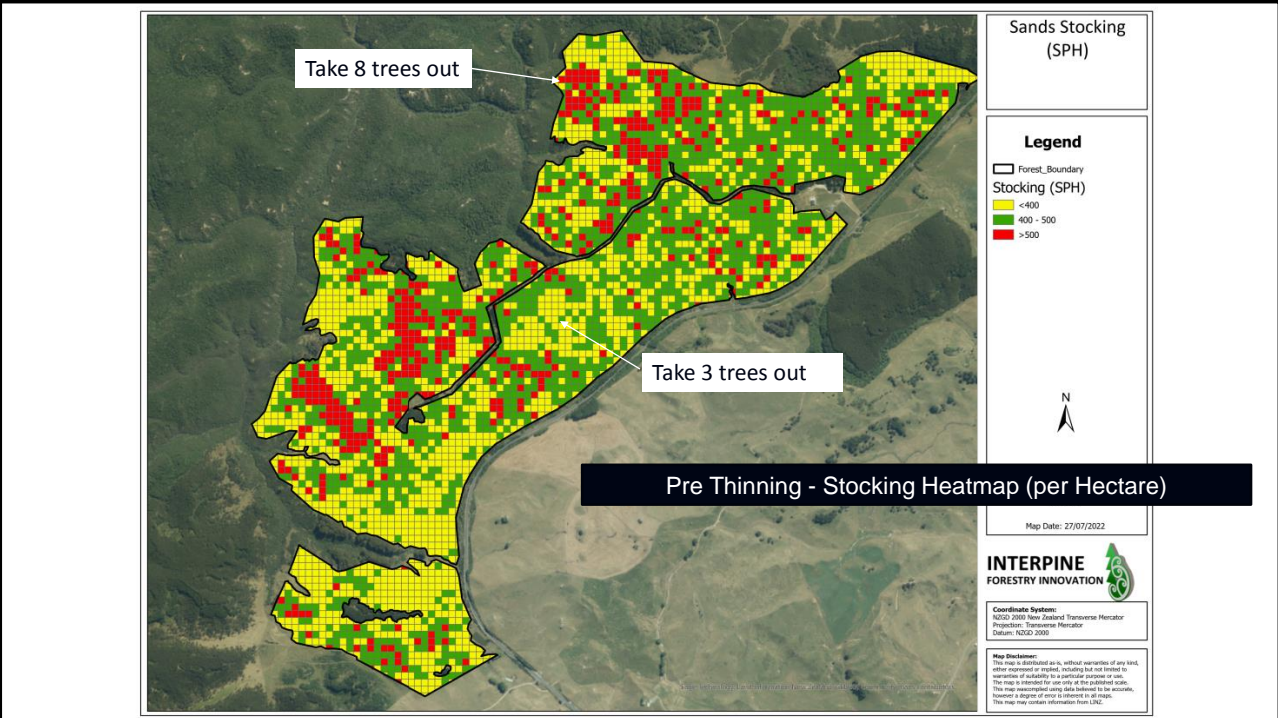 Take 8 trees out
Take 3 trees out
Pre Thinning - Stocking Heatmap (per Hectare)
Sands Stocking
(SPH)
Legend
Forest_Boundary
Stocking (SPH)
<400
400 - 500
>500
N
Map Date: 27/07/2022
INTERPINE
FORESTRY INNOVATION
Coordinate System:
NZGD 2000 New Zealand Transverse Mercator
Projection: Transverse Mercator
Datum: NZGD 2000
Map Disclaimer:
This map is distributed as-is, without warranties of any kind,
either expressed or implied, including but not limited to
warranties of suitability to a particular purpose or use.
The map is intended for use only at the published scale.
This map wascompiled using data believed to be accurate,
however a degree of error is inherent in all maps.
This map may contain information from LINZ.